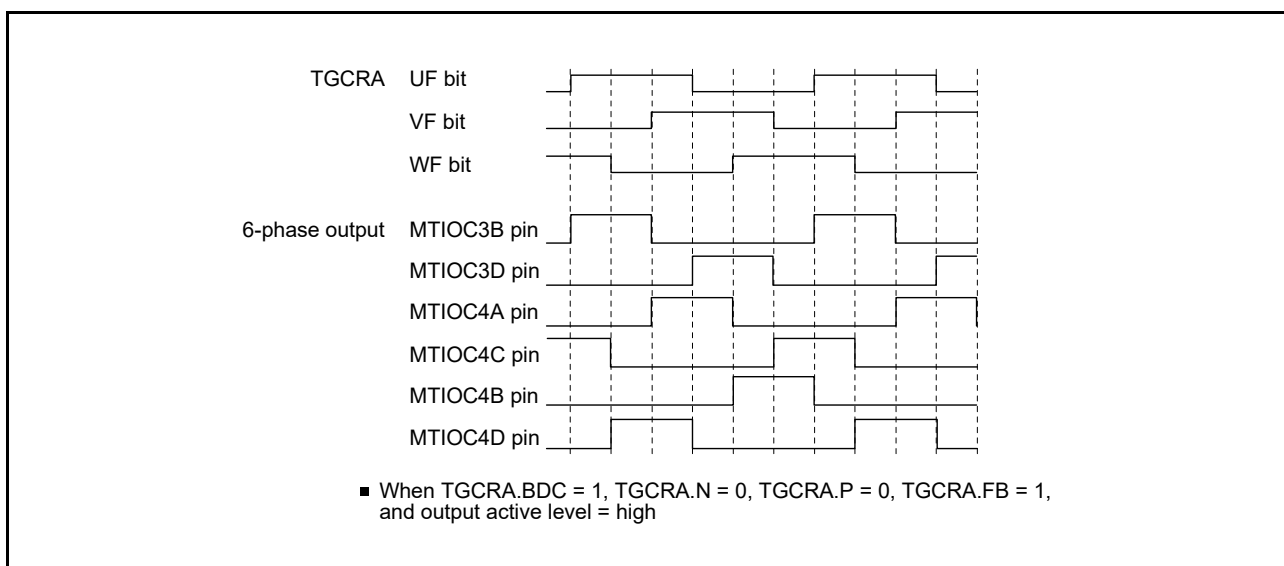 TGCRA UF bit
VF bit
WF bit
6-phase output MTIOC3B pin
MTIOC3D pin
MTIOC4A pin
MTIOC4C pin
MTIOC4B pin
MTIOC4D pin
■ When TGCRA.BDC = 1, TGCRA.N = 0, TGCRA.P = 0, TGCRA.FB = 1,
and output active level = high